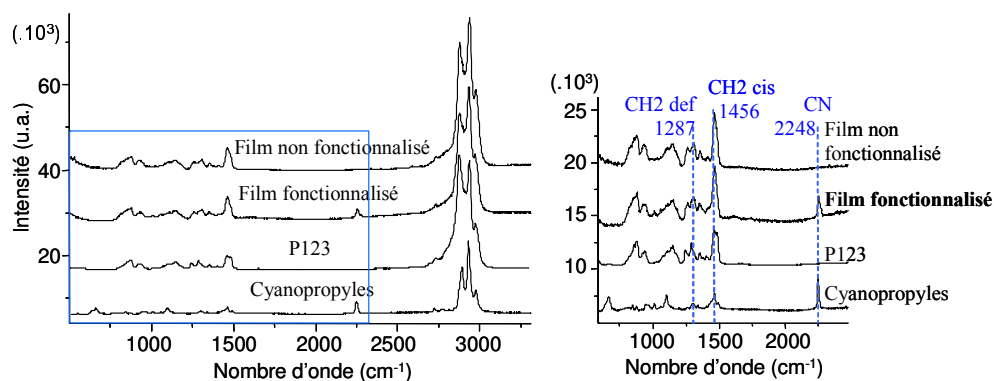 (.10³)
60
40
20
Intensité (u.a.)
Film non fonctionnalisé
Film fonctionnalisé
P123
Cyanopropyles
1000
1500
2000
2500
3000
Nombre d'onde (cm⁻¹)
(.10³)
25
20
15
10
CH2 def
1287
CH2 cis
1456
CN
2248
Film non
fonctionnalisé
Film fonctionnalisé
P123
Cyanopropyles
1000
1500
2000
Nombre d'onde (cm⁻¹)